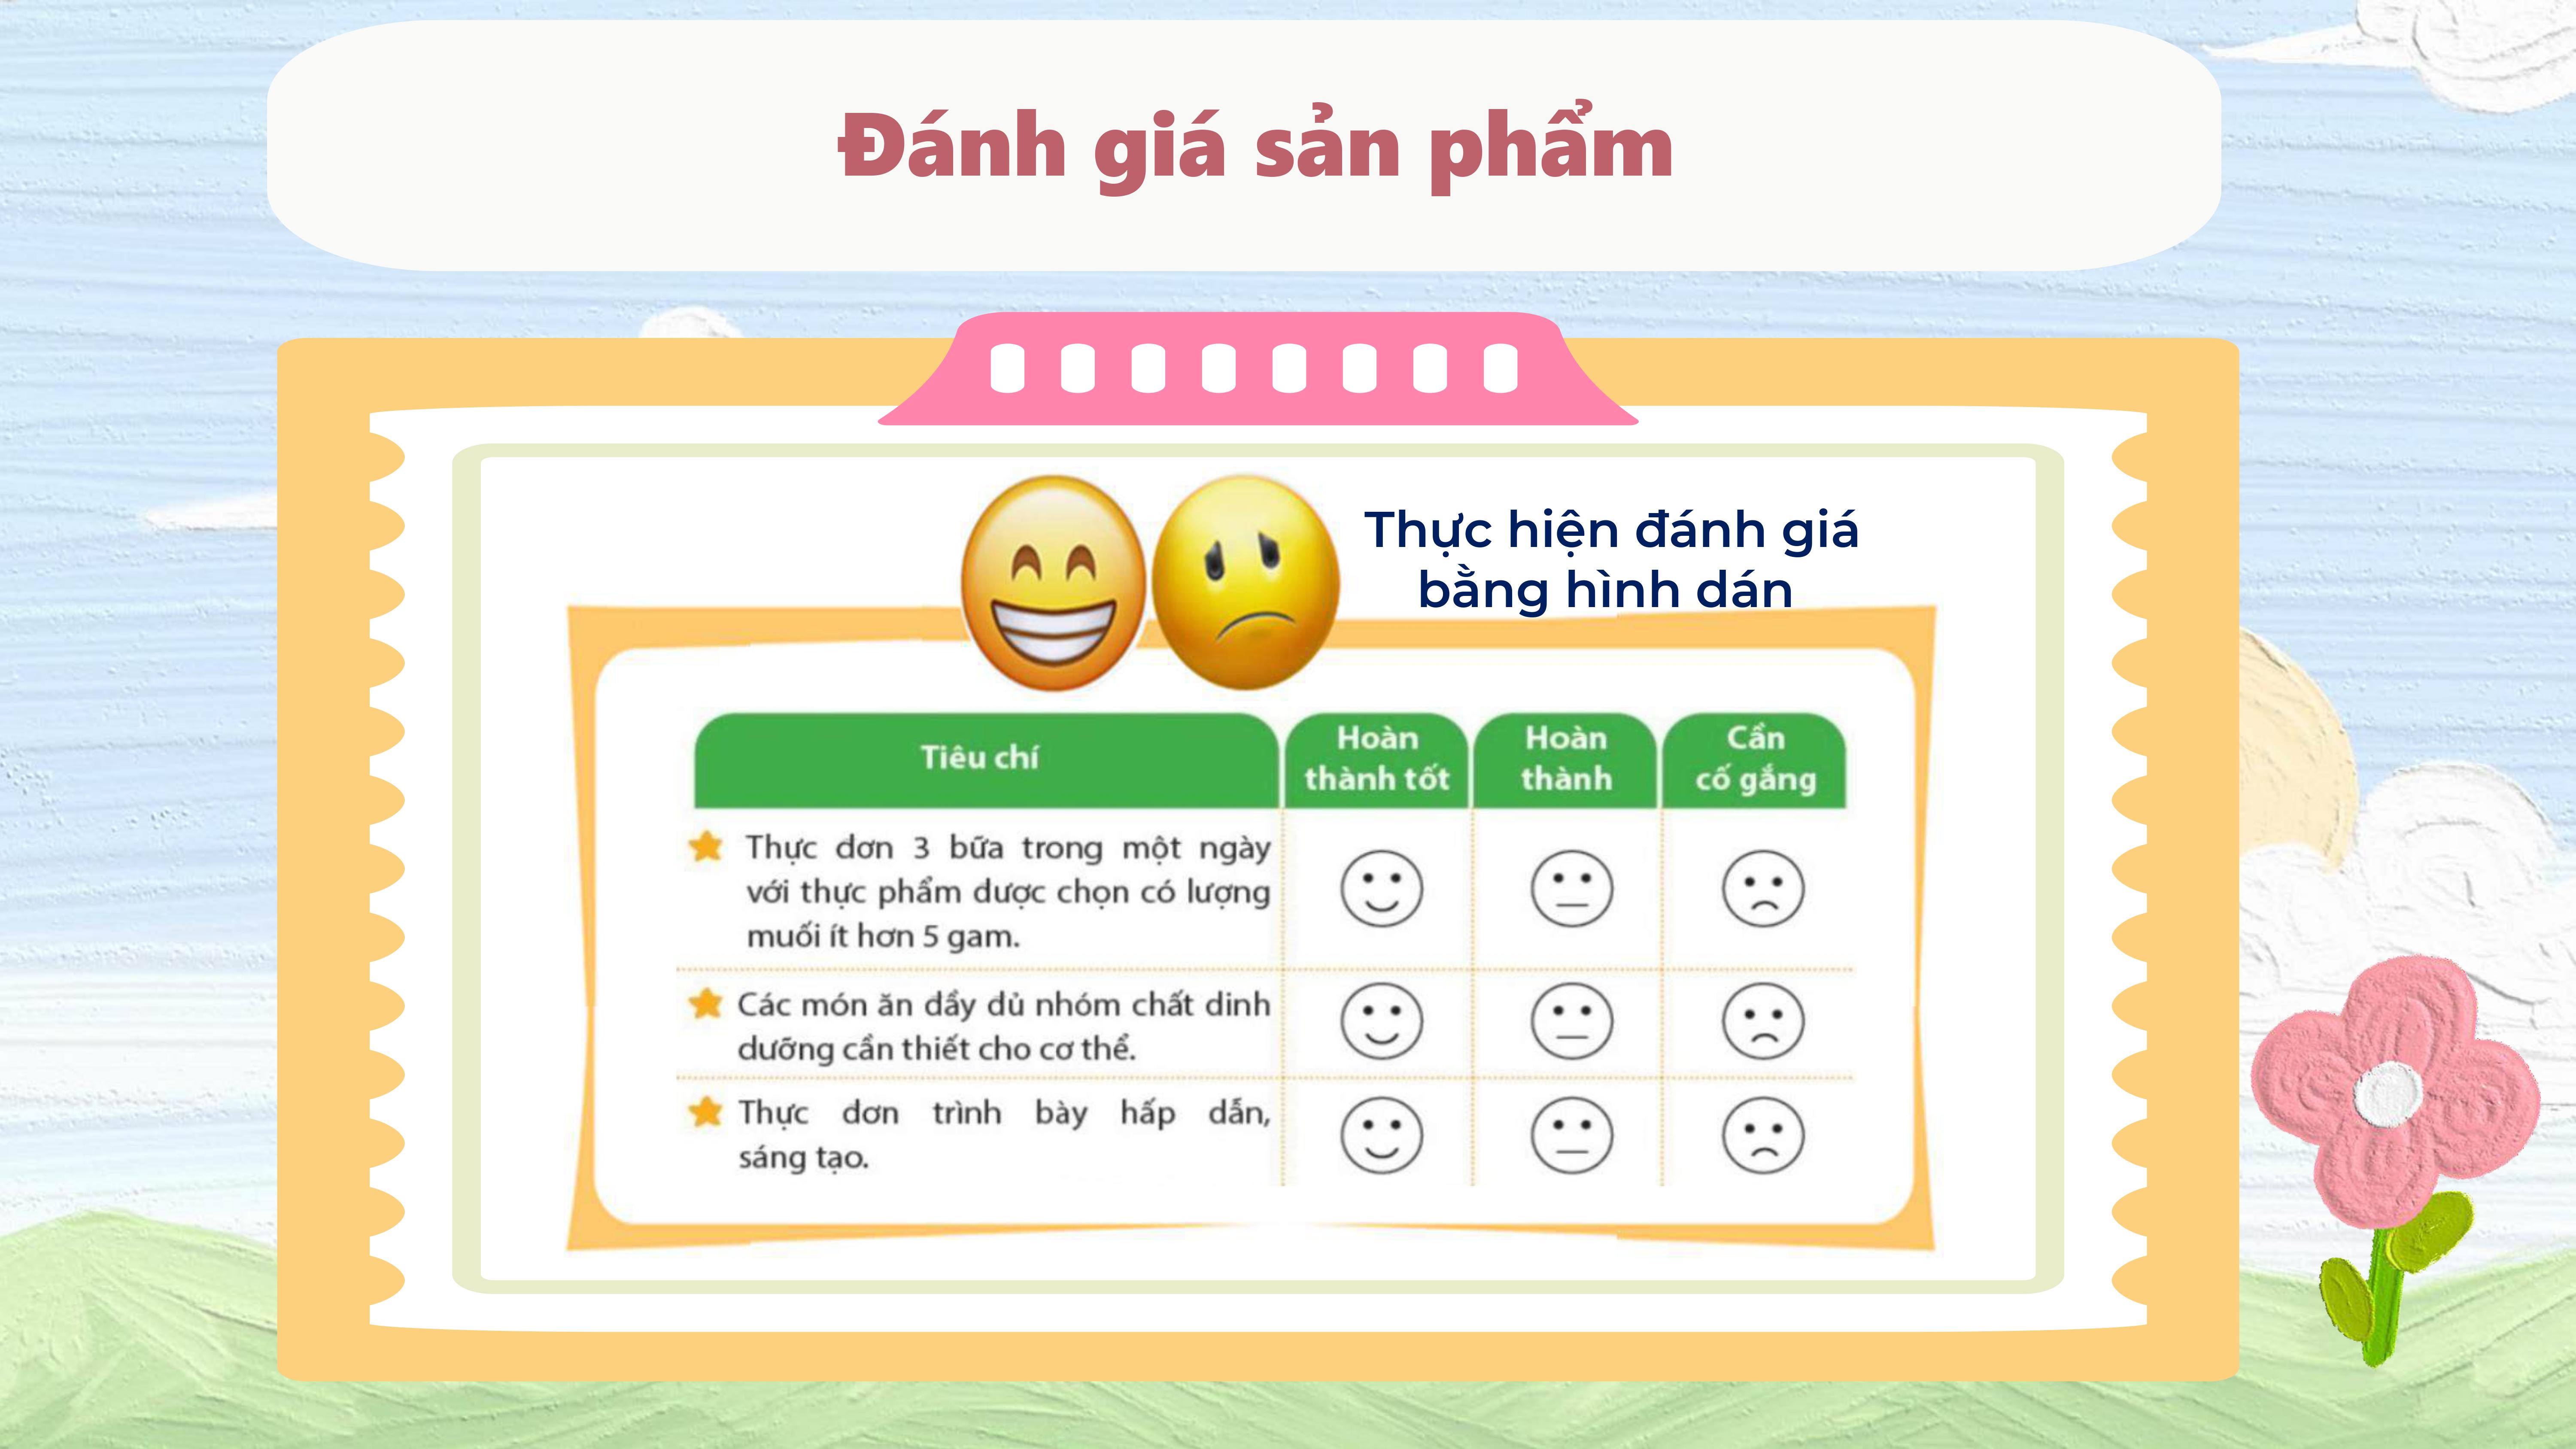 Đánh giá sản phẩm
Thực hiện đánh giá
bằng hình dán
Tiêu chí
Hoàn
thành tốt
Hoàn
thành
Cần
cố gắng
Thực đơn 3 bữa trong một ngày
với thực phẩm được chọn có lượng
muối ít hơn 5 gam.
Các món ăn đầy đủ nhóm chất dinh
dưỡng cần thiết cho cơ thể.
Thực đơn trình bày hấp dẫn,
sáng tạo.